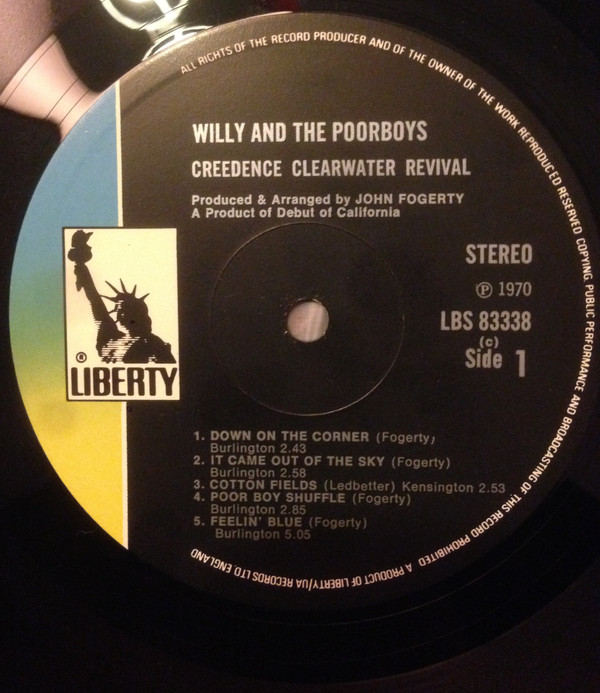 ALL RIGHTS OF THE RECORD PRODUCER AND OF THE OWNER OF THE WORK REPRODUCED RESERVED COPYING, PUBLIC PERFORMANCE AND BROADCASTING OF THIS RECORD PROHIBITED. A PRODUCT OF LIBERTY/UA RECORDS LTD. ENGLAND
WILLY AND THE POORBOYS
CREEDENCE CLEARWATER REVIVAL
Produced & Arranged by JOHN FOGERTY
A Product of Debut of California
STEREO
℗ 1970
LBS 83338
(c)
Side 1
®
LIBERTY
1. DOWN ON THE CORNER (Fogerty)
Burlington 2.43
2. IT CAME OUT OF THE SKY (Fogerty)
Burlington 2.58
3. COTTON FIELDS (Ledbetter) Kensington 2.53
4. POOR BOY SHUFFLE (Fogerty)
Burlington 2.85
5. FEELIN' BLUE (Fogerty)
Burlington 5.05